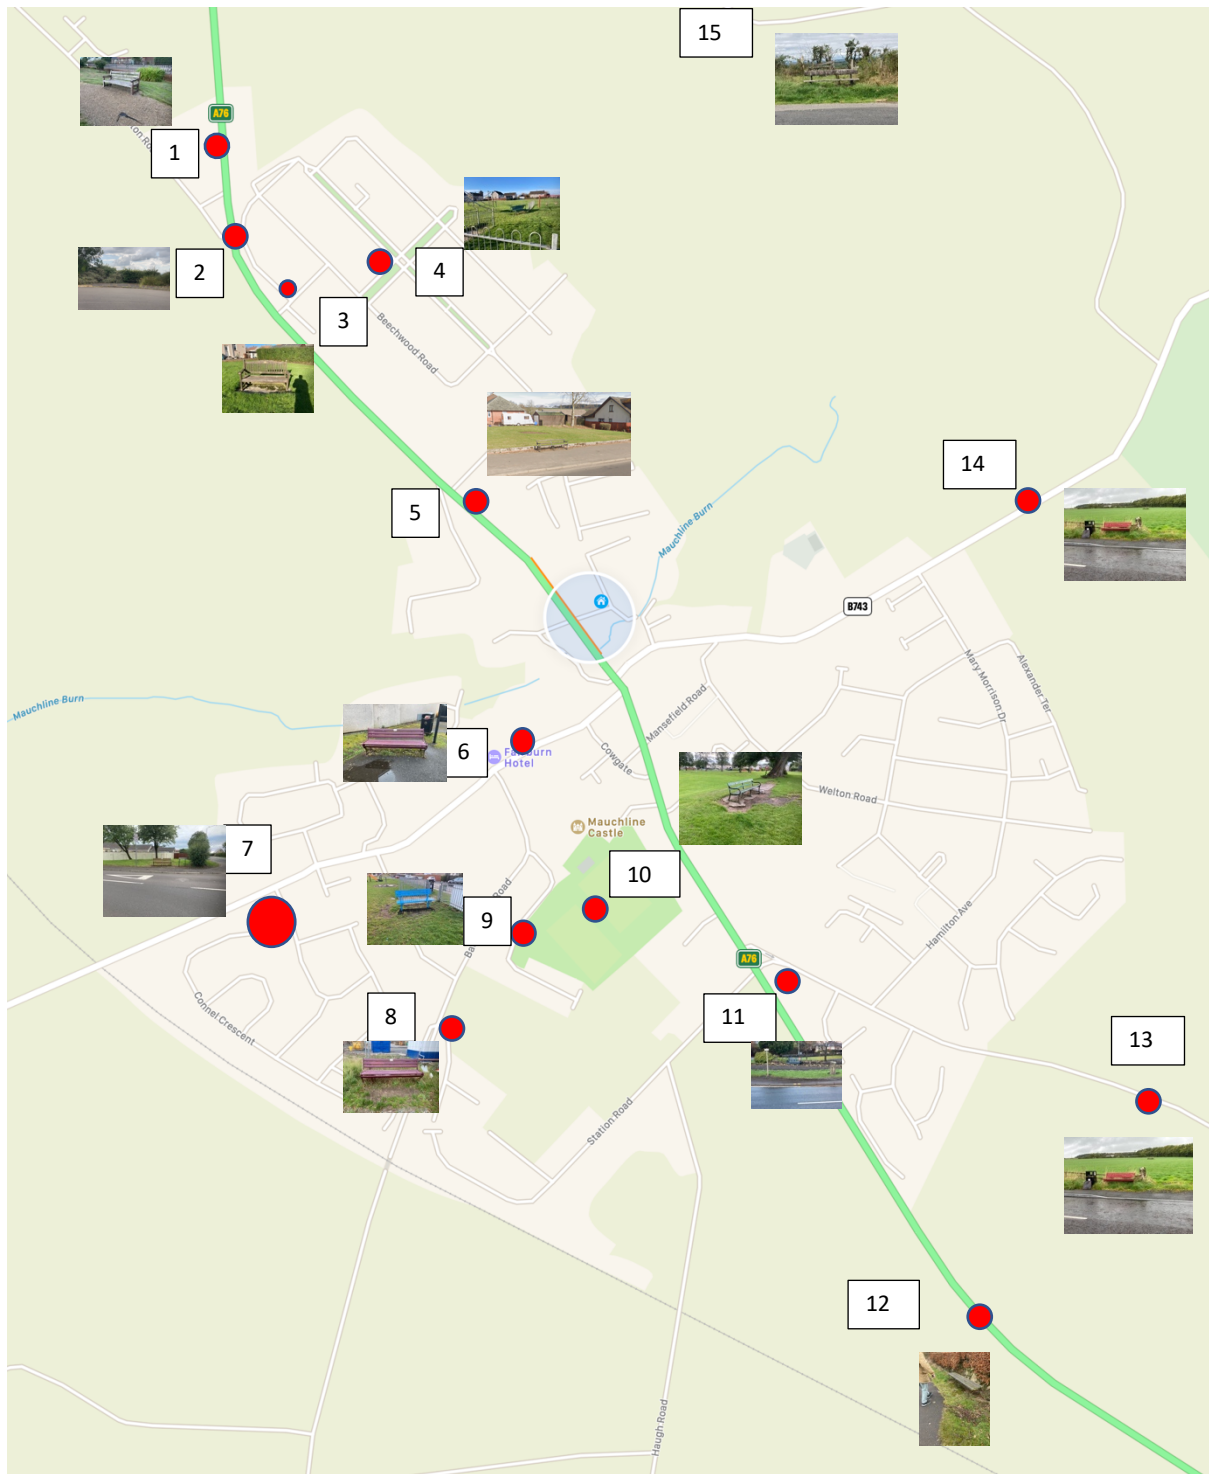 15
A76
1
2
4
3
Beechwood Road
5
14
Mauchline Burn
B743
Mary Morrison Dr
Alexander Ter
Mauchline Burn
Mansefield Road
6
Hotel
Cowgate
Welton Road
Mauchline
Castle
7
10
9
Road
Hamilton Ave
A76
Connel Crescent
8
11
13
Station Road
12
Haugh Road